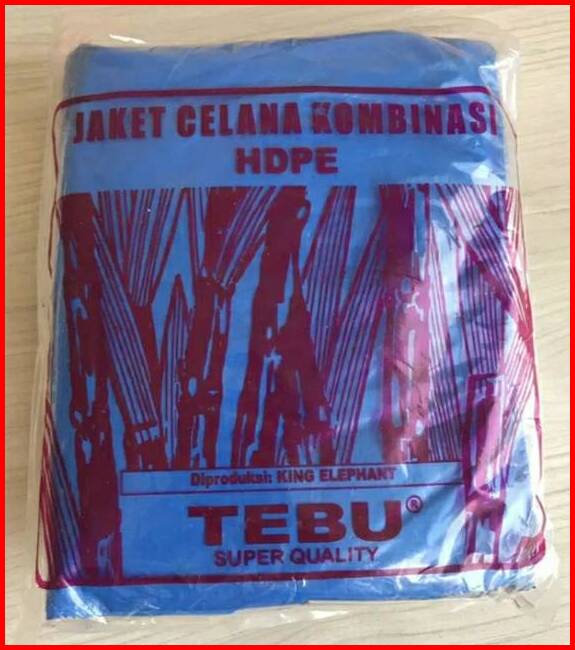 JAKET CELANA KOMBINASI
HDPE
Diproduksi: KING ELEPHANT
TEBU®
SUPER QUALITY